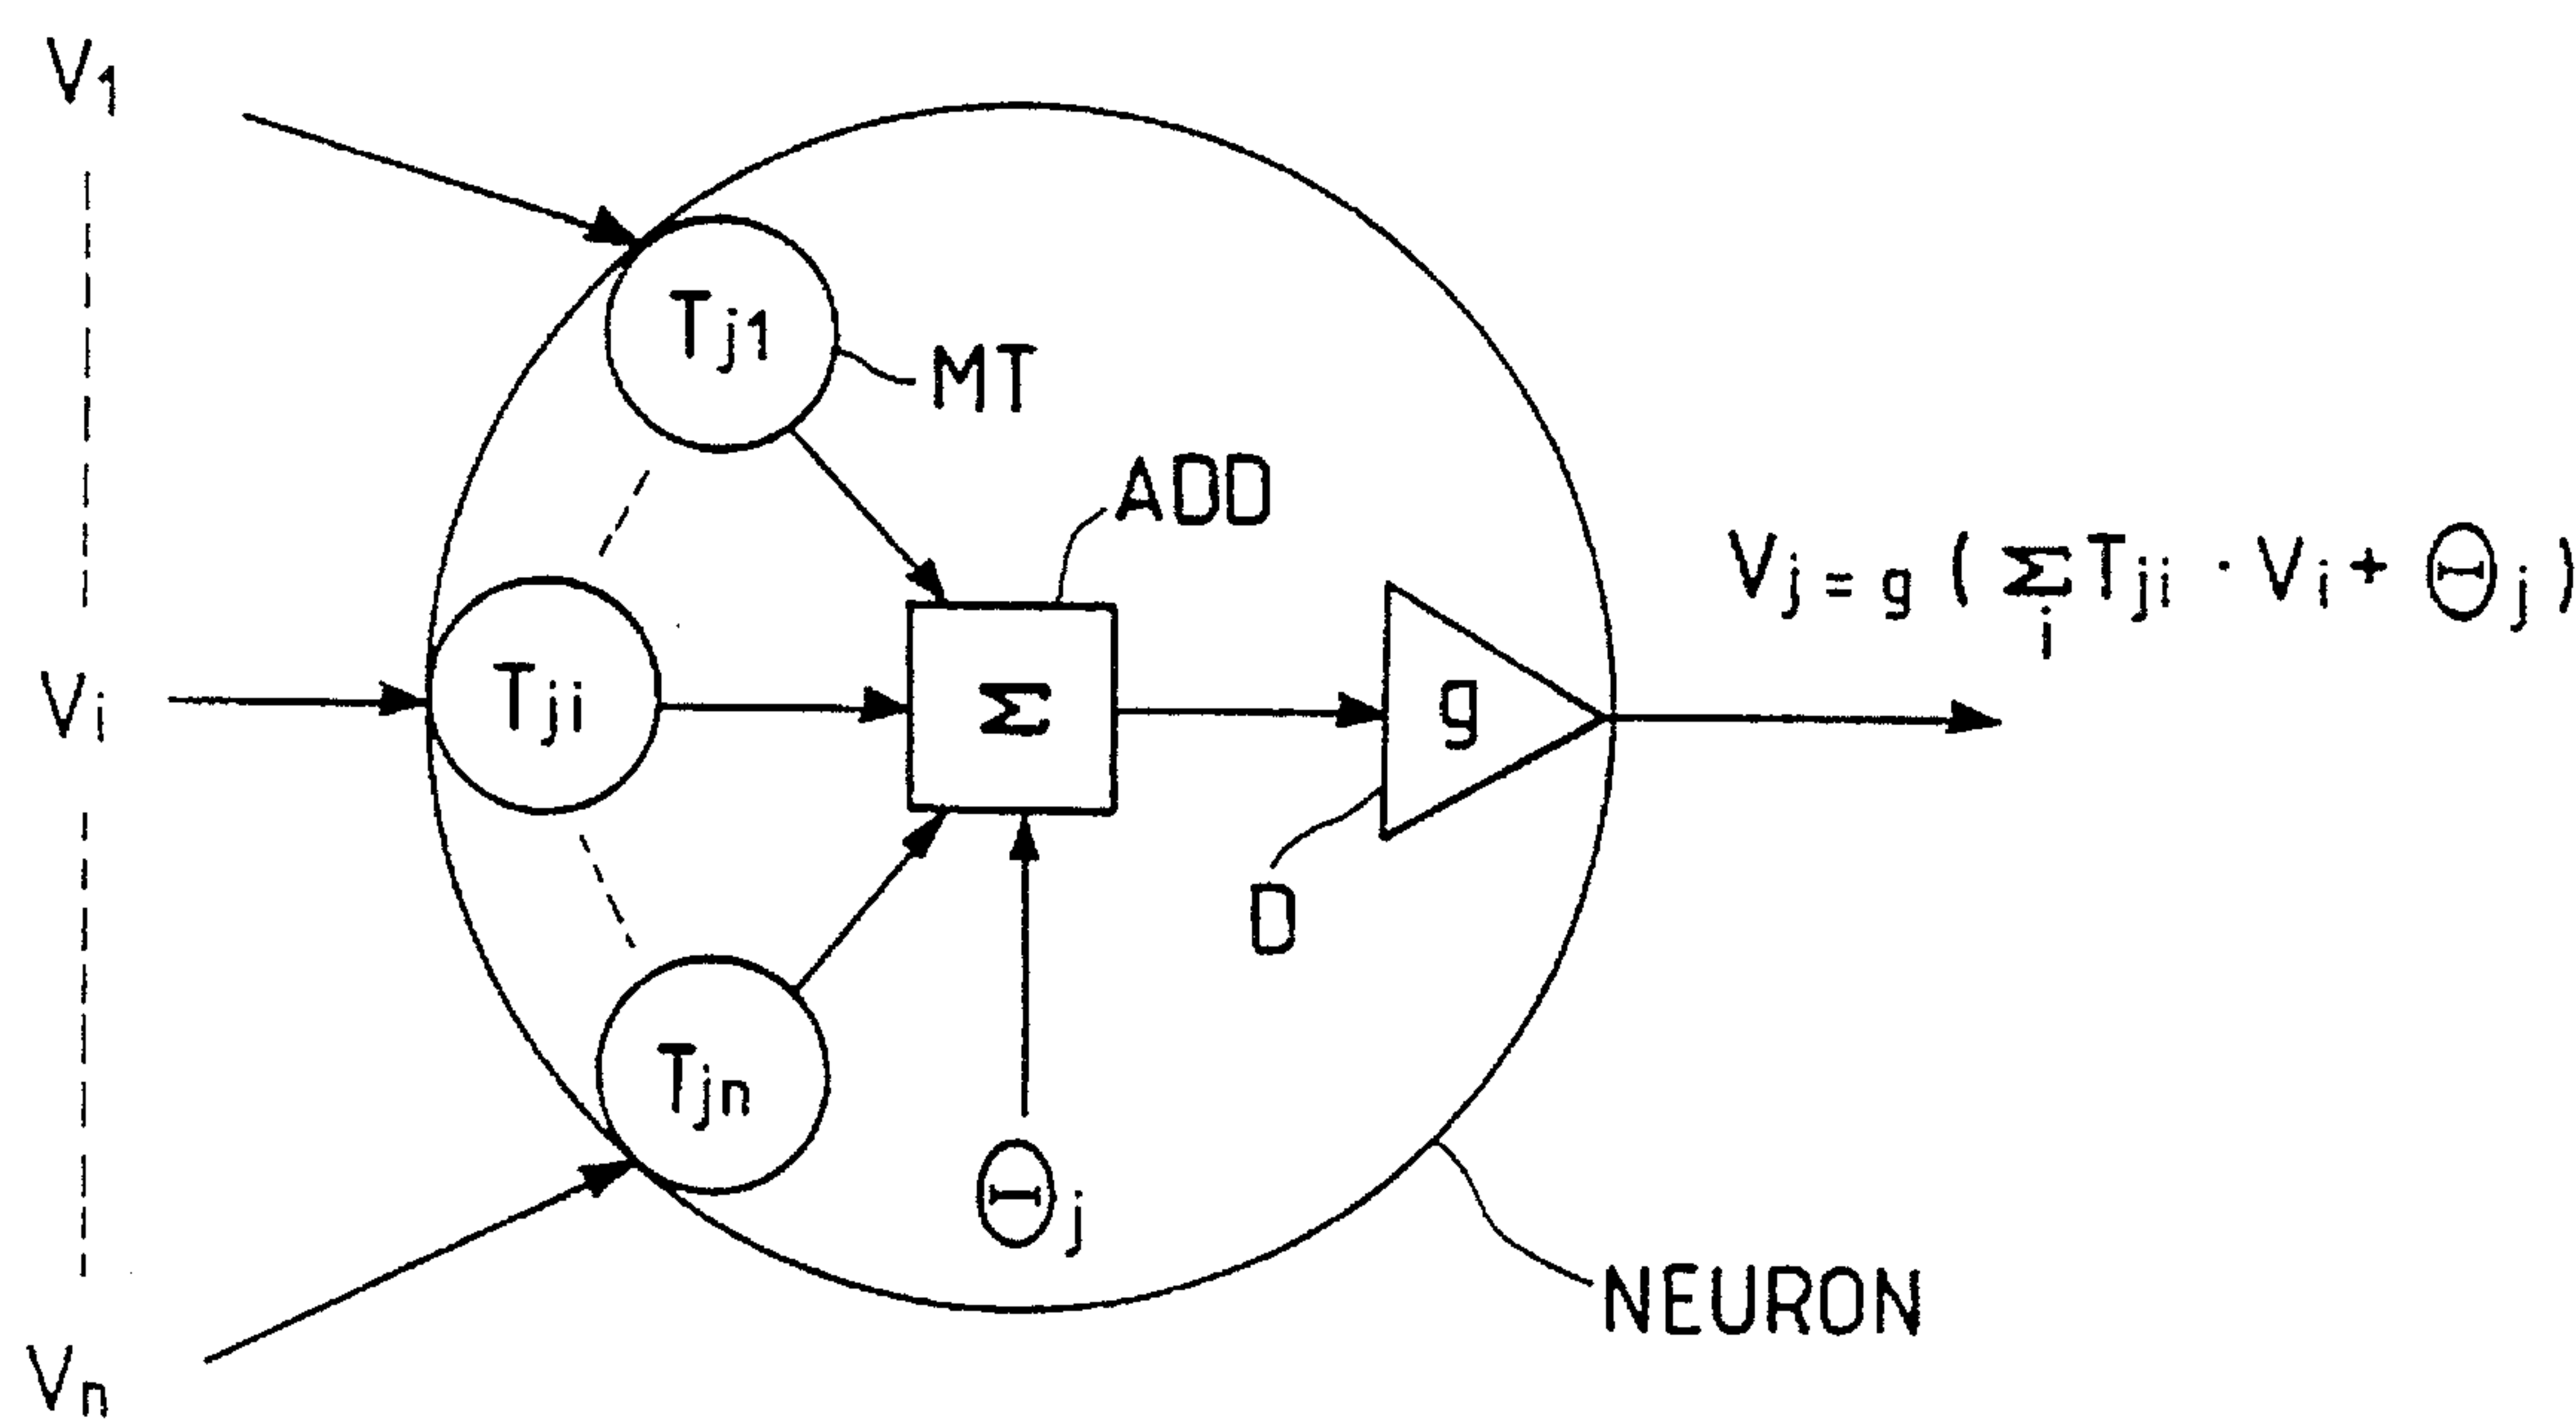 V1
Tj1
MT
ADD
Vj = g ( Σi Tji · Vi + Θj )
Vi
Tji
Σ
g
D
Tjn
Θj
NEURON
Vn